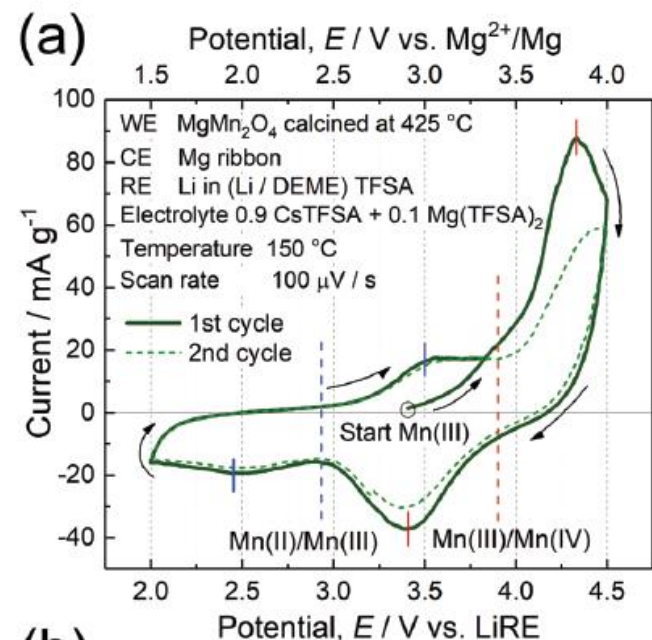 (a)
Potential, E / V vs. Mg²⁺/Mg
1.5 2.0 2.5 3.0 3.5 4.0
100
80
60
40
20
0
-20
-40
Current / mA g⁻¹
WE MgMn₂O₄ calcined at 425 °C
CE Mg ribbon
RE Li in (Li / DEME) TFSA
Electrolyte 0.9 CsTFSA + 0.1 Mg(TFSA)₂
Temperature 150 °C
Scan rate 100 μV / s
1st cycle
2nd cycle
Start Mn(III)
Mn(II)/Mn(III) Mn(III)/Mn(IV)
2.0 2.5 3.0 3.5 4.0 4.5
Potential, E / V vs. LiRE